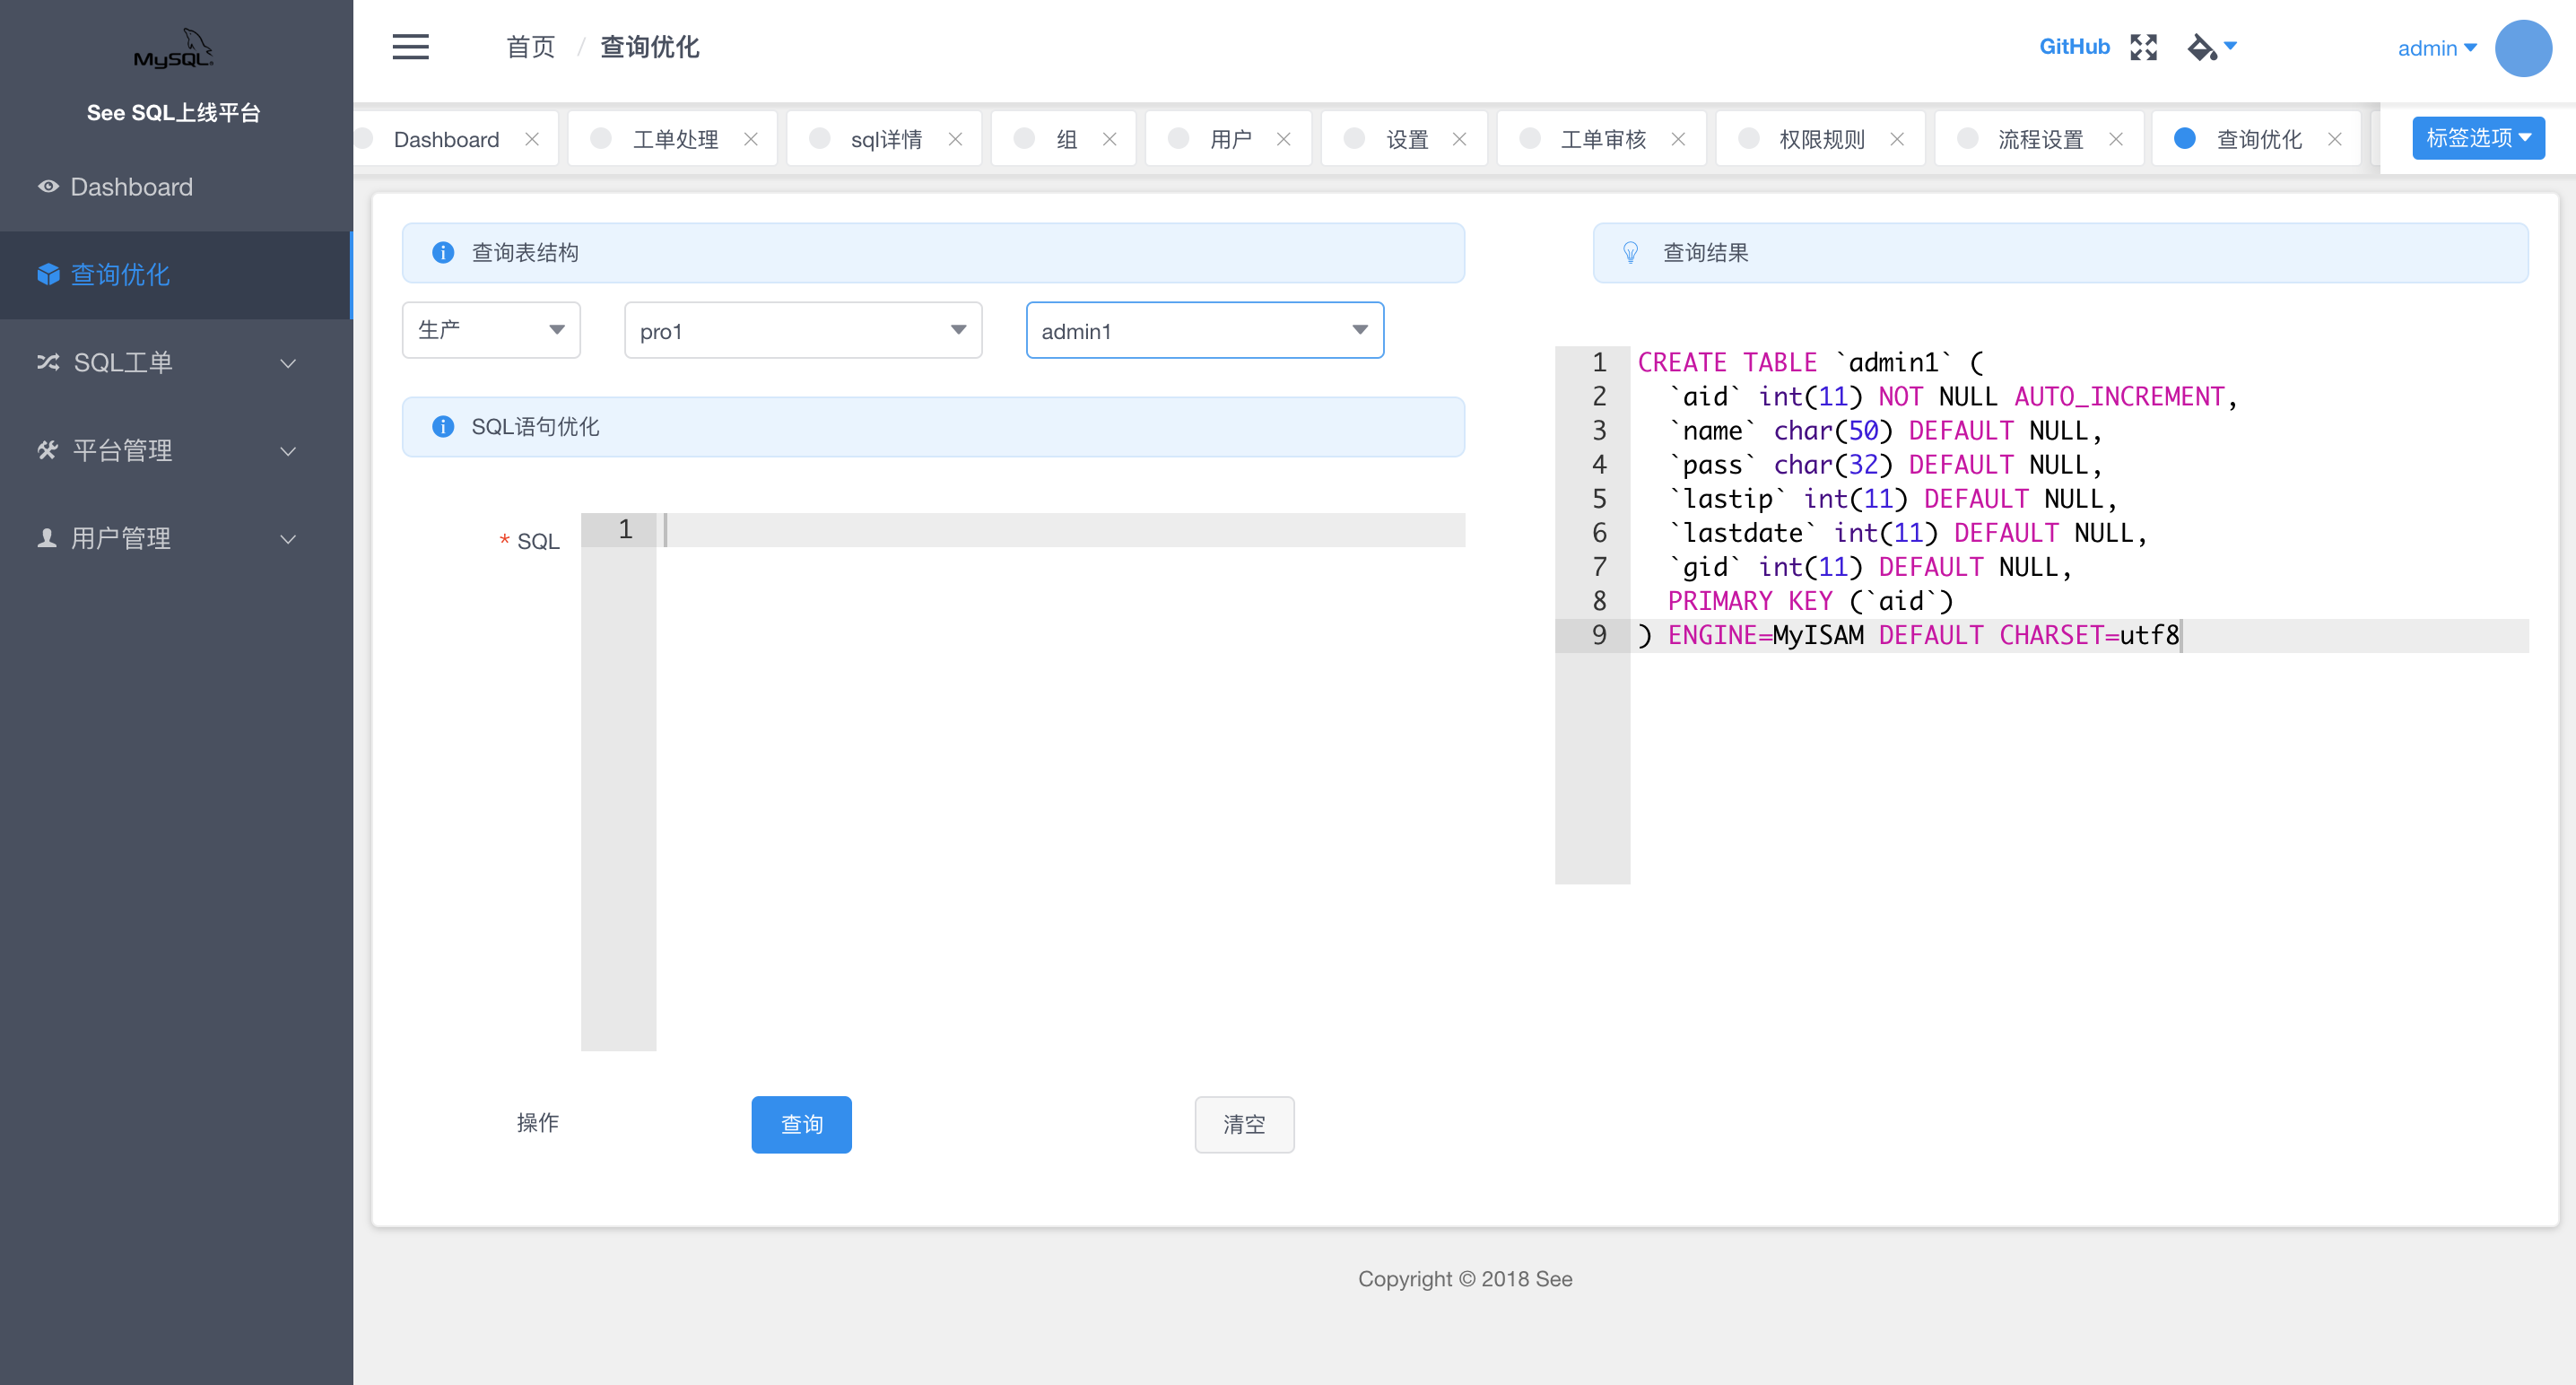 MySQL
See SQL上线平台
Dashboard
查询优化
SQL工单
平台管理
用户管理
首页 / 查询优化
GitHub
admin
Dashboard
工单处理
sql详情
组
用户
设置
工单审核
权限规则
流程设置
查询优化
标签选项
查询表结构
生产
pro1
admin1
SQL语句优化
* SQL
1
操作
查询
清空
查询结果
1 CREATE TABLE `admin1` (
2 `aid` int(11) NOT NULL AUTO_INCREMENT,
3 `name` char(50) DEFAULT NULL,
4 `pass` char(32) DEFAULT NULL,
5 `lastip` int(11) DEFAULT NULL,
6 `lastdate` int(11) DEFAULT NULL,
7 `gid` int(11) DEFAULT NULL,
8 PRIMARY KEY (`aid`)
9 ) ENGINE=MyISAM DEFAULT CHARSET=utf8
Copyright © 2018 See